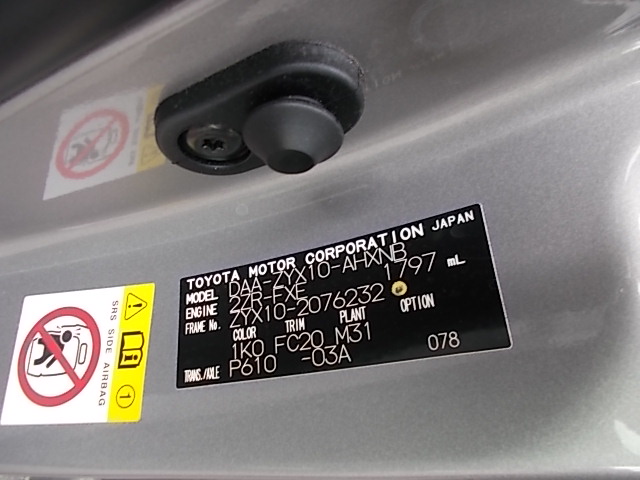 TOYOTA MOTOR CORPORATION JAPAN
MODEL DAA-ZYX10-AHXNB
ENGINE 2ZR-FXE 1797 mL
FRAME No. ZYX10-2076232
COLOR TRIM PLANT OPTION
1K0 FC20 M31
TRANS./AXLE P610 -03A 078
SRS SIDE AIRBAG
1